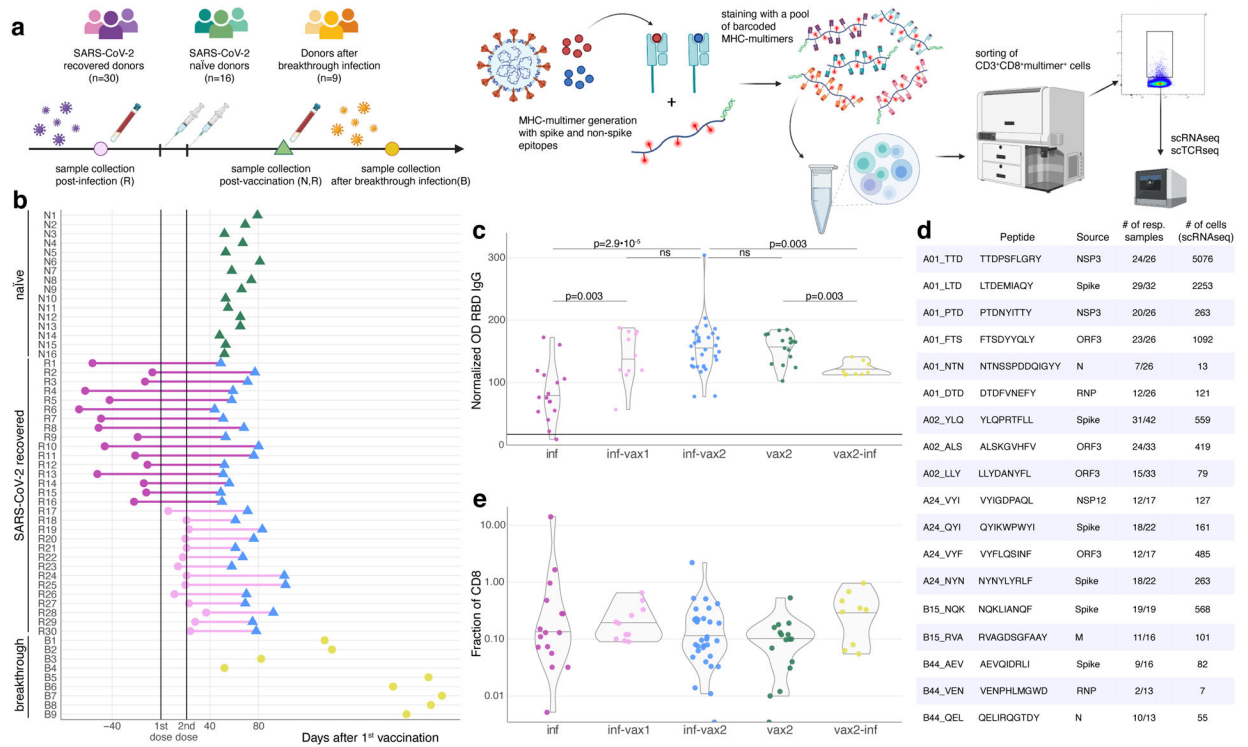 a
SARS-CoV-2
recovered donors
(n=30)
SARS-CoV-2
naïve donors
(n=16)
Donors after
breakthrough infection
(n=9)
sample collection
post-infection (R)
sample collection
post-vaccination (N,R)
sample collection
after breakthrough infection(B)
MHC-multimer generation
with spike and non-spike
epitopes
+
staining with a pool
of barcoded
MHC-multimers
sorting of
CD3⁺CD8⁺multimer⁺ cells
scRNAseq
scTCRseq
b
naïve
N1
N2
N3
N4
N5
N6
N7
N8
N9
N10
N11
N12
N13
N14
N15
N16
SARS-CoV-2 recovered
R1
R2
R3
R4
R5
R6
R7
R8
R9
R10
R11
R12
R13
R14
R15
R16
R17
R18
R19
R20
R21
R22
R23
R24
R25
R26
R27
R28
R29
R30
breakthrough
B1
B2
B3
B4
B5
B6
B7
B8
B9
−40 1st 2nd 40 80
dose dose
Days after 1st vaccination
c
Normalized OD RBD IgG
300
200
100
0
p=2.9•10⁻⁵
p=0.003
ns
ns
p=0.003
p=0.003
inf inf-vax1 inf-vax2 vax2 vax2-inf
e
Fraction of CD8
10.00
1.00
0.10
0.01
inf inf-vax1 inf-vax2 vax2 vax2-inf
d
Peptide Source # of resp. samples # of cells (scRNAseq)
A01_TTD TTDPSFLGRY NSP3 24/26 5076
A01_LTD LTDEMIAQY Spike 29/32 2253
A01_PTD PTDNYITTY NSP3 20/26 263
A01_FTS FTSDYYQLY ORF3 23/26 1092
A01_NTN NTNSSPDDQIGYY N 7/26 13
A01_DTD DTDFVNEFY RNP 12/26 121
A02_YLQ YLQPRTFLL Spike 31/42 559
A02_ALS ALSKGVHFV ORF3 24/33 419
A02_LLY LLYDANYFL ORF3 15/33 79
A24_VYI VYIGDPAQL NSP12 12/17 127
A24_QYI QYIKWPWYI Spike 18/22 161
A24_VYF VYFLQSINF ORF3 12/17 485
A24_NYN NYNYLYRLF Spike 18/22 263
B15_NQK NQKLIANQF Spike 19/19 568
B15_RVA RVAGDSGFAAY M 11/16 101
B44_AEV AEVQIDRLI Spike 9/16 82
B44_VEN VENPHLMGWD RNP 2/13 7
B44_QEL QELIRQGTDY N 10/13 55